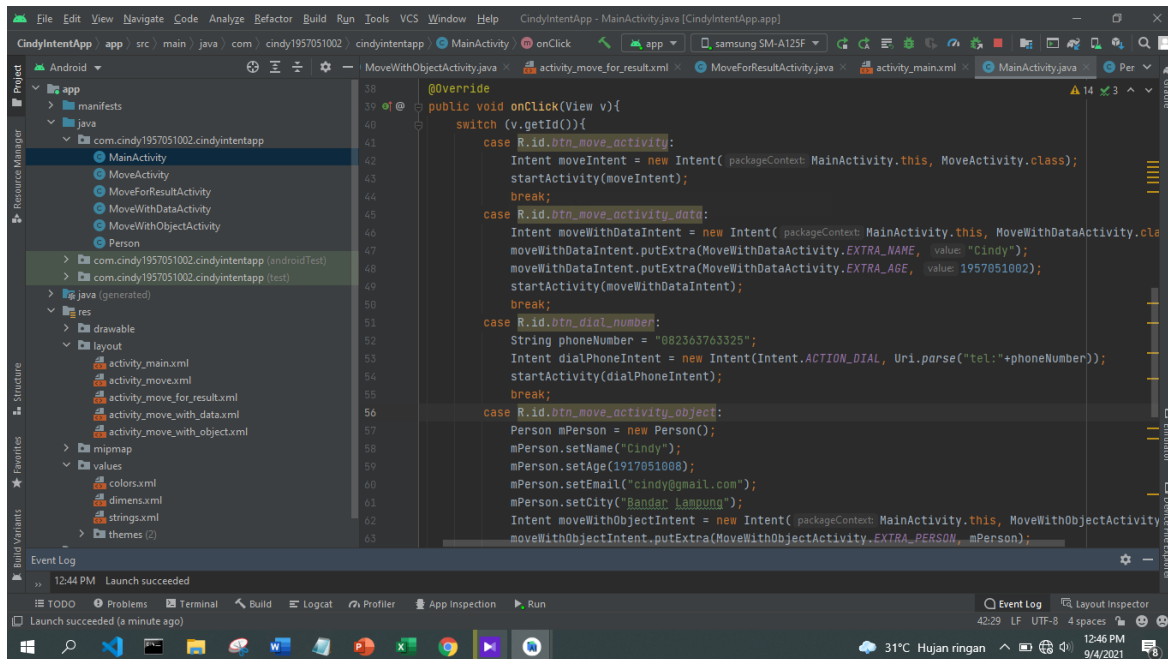 File Edit View Navigate Code Analyze Refactor Build Run Tools VCS Window Help CindyIntentApp - MainActivity.java [CindyIntentApp.app]
CindyIntentApp app src main java com cindy1957051002 cindyintentapp MainActivity onClick app samsung SM-A125F
Android
MoveWithObjectActivity.java activity_move_for_result.xml MoveForResultActivity.java activity_main.xml MainActivity.java Per
Project
Resource Manager
Structure
Favorites
Build Variants
app
manifests
java
com.cindy1957051002.cindyintentapp
MainActivity
MoveActivity
MoveForResultActivity
MoveWithDataActivity
MoveWithObjectActivity
Person
com.cindy1957051002.cindyintentapp (androidTest)
com.cindy1957051002.cindyintentapp (test)
java (generated)
res
drawable
layout
activity_main.xml
activity_move.xml
activity_move_for_result.xml
activity_move_with_data.xml
activity_move_with_object.xml
mipmap
values
colors.xml
dimens.xml
strings.xml
themes (2)
14 3
38 @Override
39 @ public void onClick(View v){
40 switch (v.getId()){
41 case R.id.btn_move_activity:
42 Intent moveIntent = new Intent( packageContext: MainActivity.this, MoveActivity.class);
43 startActivity(moveIntent);
44 break;
45 case R.id.btn_move_activity_data:
46 Intent moveWithDataIntent = new Intent( packageContext: MainActivity.this, MoveWithDataActivity.cla
47 moveWithDataIntent.putExtra(MoveWithDataActivity.EXTRA_NAME, value: "Cindy");
48 moveWithDataIntent.putExtra(MoveWithDataActivity.EXTRA_AGE, value: 1957051002);
49 startActivity(moveWithDataIntent);
50 break;
51 case R.id.btn_dial_number:
52 String phoneNumber = "082363763325";
53 Intent dialPhoneIntent = new Intent(Intent.ACTION_DIAL, Uri.parse("tel:"+phoneNumber));
54 startActivity(dialPhoneIntent);
55 break;
56 case R.id.btn_move_activity_object:
57 Person mPerson = new Person();
58 mPerson.setName("Cindy");
59 mPerson.setAge(1917051008);
60 mPerson.setEmail("cindy@gmail.com");
61 mPerson.setCity("Bandar Lampung");
62 Intent moveWithObjectIntent = new Intent( packageContext: MainActivity.this, MoveWithObjectActivity
63 moveWithObjectIntent.putExtra(MoveWithObjectActivity.EXTRA_PERSON, mPerson);
Event Log
12:44 PM Launch succeeded
TODO Problems Terminal Build Logcat Profiler App Inspection Run Event Log Layout Inspector
Launch succeeded (a minute ago) 42:29 LF UTF-8 4 spaces
31°C Hujan ringan 12:46 PM
9/4/2021
8